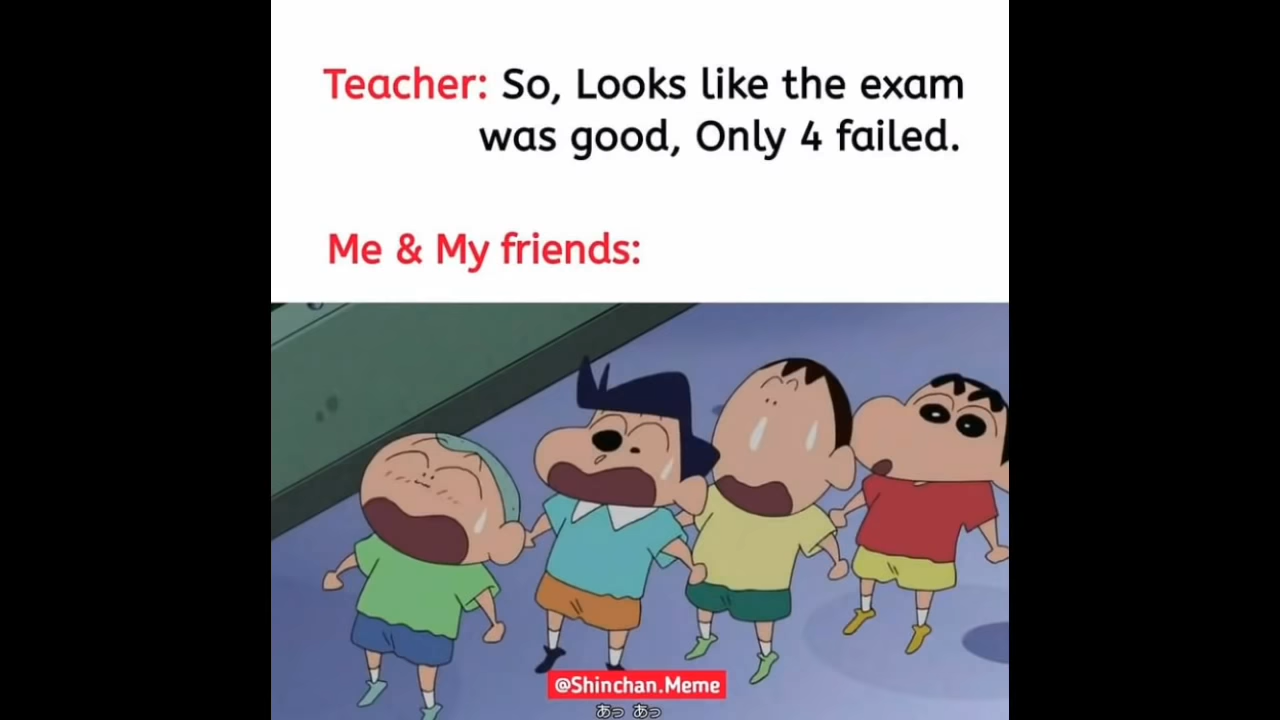 Teacher: So, Looks like the exam
was good, Only 4 failed.
Me & My friends:
@Shinchan.Meme
あっ あっ